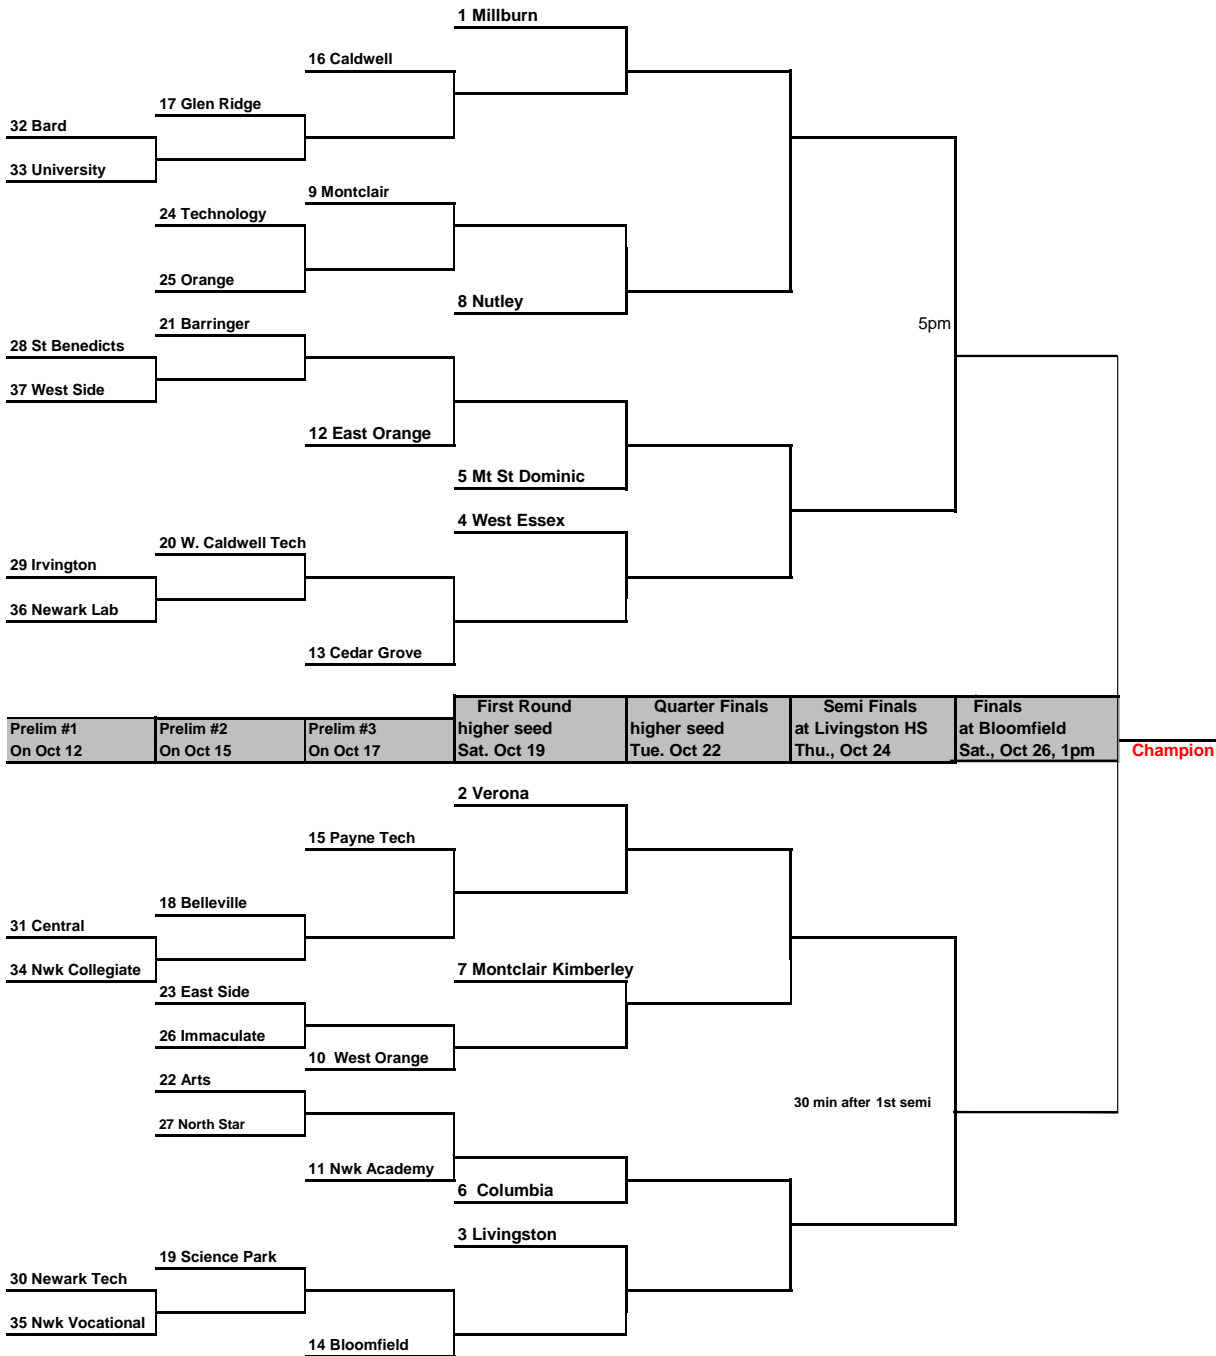 1 Millburn
16 Caldwell
17 Glen Ridge
32 Bard
33 University
9 Montclair
24 Technology
25 Orange
8 Nutley
21 Barringer
5pm
28 St Benedicts
37 West Side
12 East Orange
5 Mt St Dominic
4 West Essex
20 W. Caldwell Tech
29 Irvington
36 Newark Lab
13 Cedar Grove
First Round
higher seed
Sat. Oct 19
Quarter Finals
higher seed
Tue. Oct 22
Semi Finals
at Livingston HS
Thu., Oct 24
Finals
at Bloomfield
Sat., Oct 26, 1pm
Prelim #1
On Oct 12
Prelim #2
On Oct 15
Prelim #3
On Oct 17
Champion
2 Verona
15 Payne Tech
18 Belleville
31 Central
34 Nwk Collegiate
7 Montclair Kimberley
23 East Side
26 Immaculate
10 West Orange
22 Arts
30 min after 1st semi
27 North Star
11 Nwk Academy
6 Columbia
3 Livingston
19 Science Park
30 Newark Tech
35 Nwk Vocational
14 Bloomfield